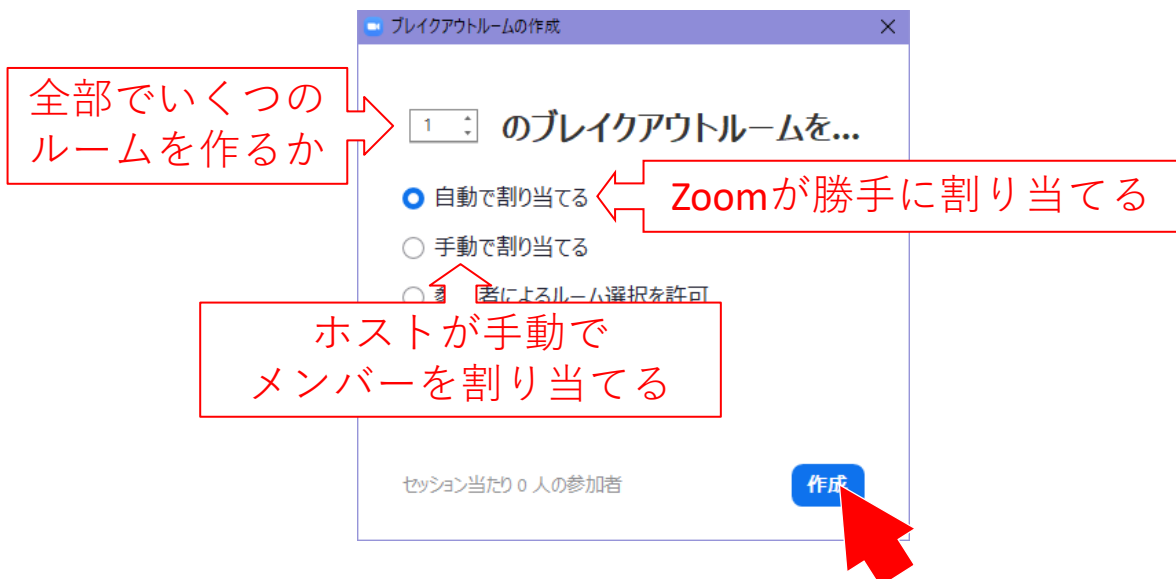 ブレイクアウトルームの作成
全部でいくつの
ルームを作るか
1 のブレイクアウトルームを...
自動で割り当てる
Zoomが勝手に割り当てる
手動で割り当てる
者によるルーム選択を許可
ホストが手動で
メンバーを割り当てる
セッション当たり 0 人の参加者
作成